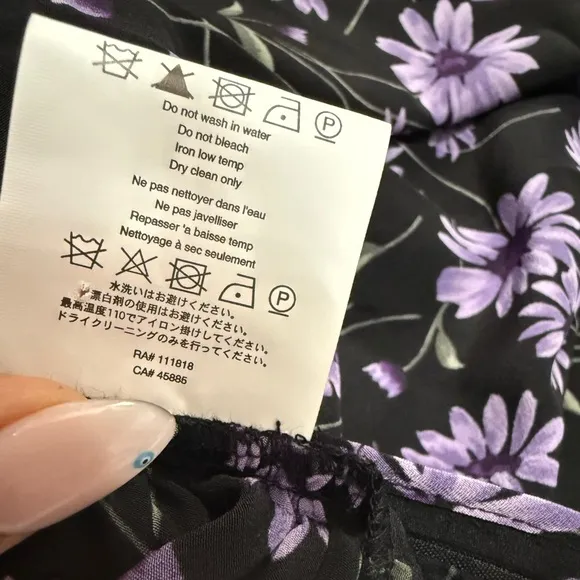 P
Do not wash in water
Do not bleach
Iron low temp
Dry clean only
Ne pas nettoyer dans l'eau
Ne pas javelliser
Repasser 'a baisse temp
Nettoyage à sec seulement
P
水洗いはお避けください。
漂白剤の使用はお避けください。
最高温度110でアイロン掛けしてください。
ドライクリーニングのみを行ってください。
RA# 111818
CA# 45885